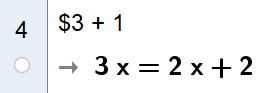 4
$3 + 1
→ 3 x = 2 x + 2